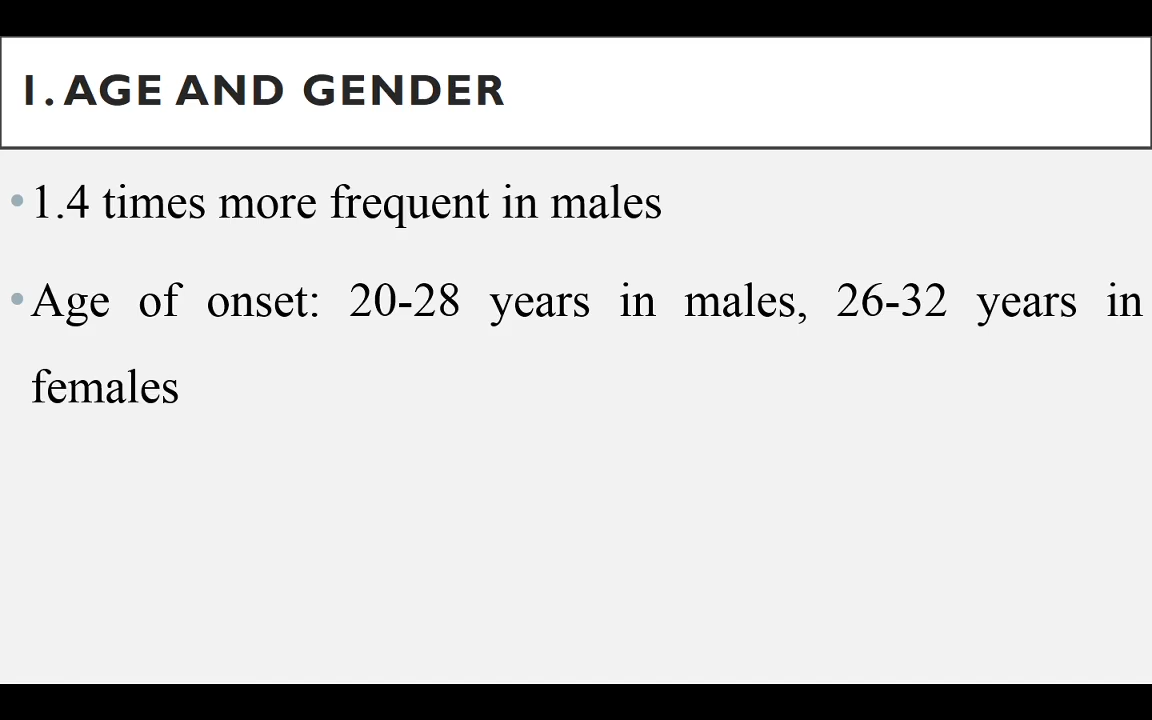 1. AGE AND GENDER
•1.4 times more frequent in males
•Age of onset: 20-28 years in males, 26-32 years in
females